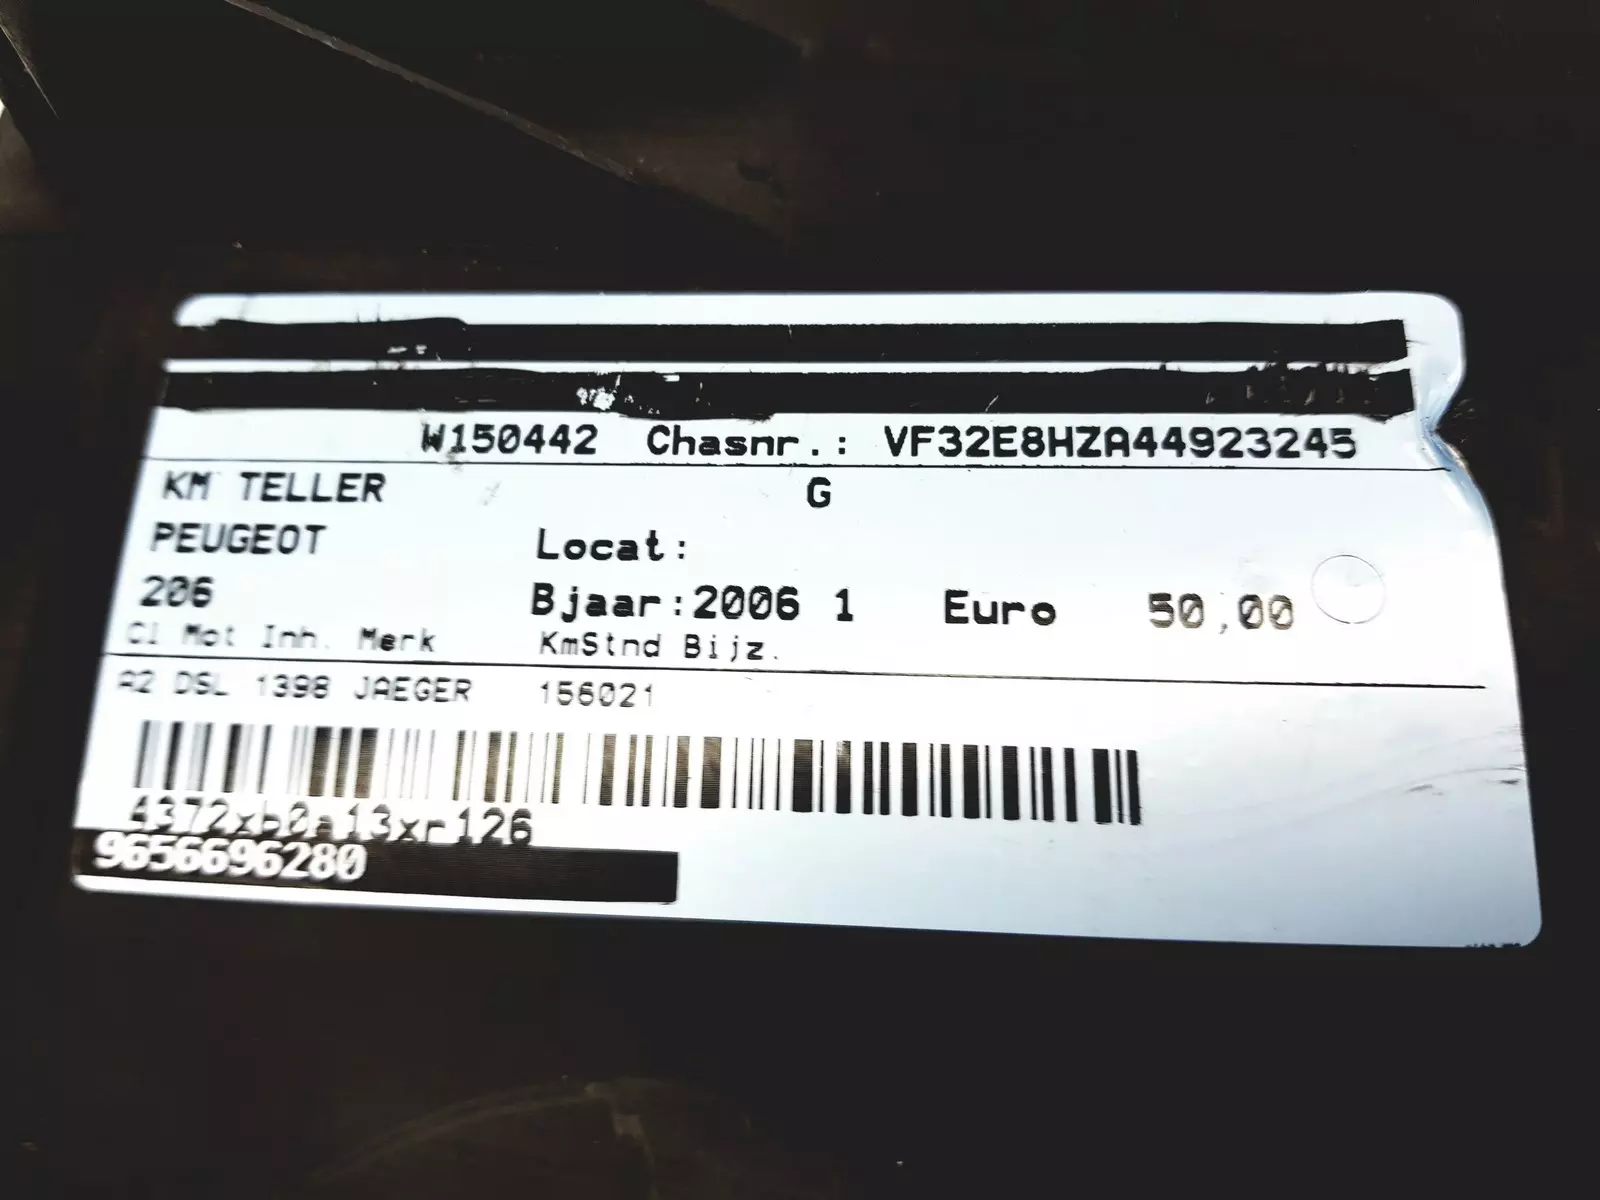 W150442 Chasnr.: VF32E8HZA44923245
KM TELLER G
PEUGEOT Locat:
206 Bjaar:2006 1 Euro 50,00
Cl Mot Inh. Merk KmStnd Bijz.
A2 DSL 1398 JAEGER 156021
4372xb0a13xr126
9656696280